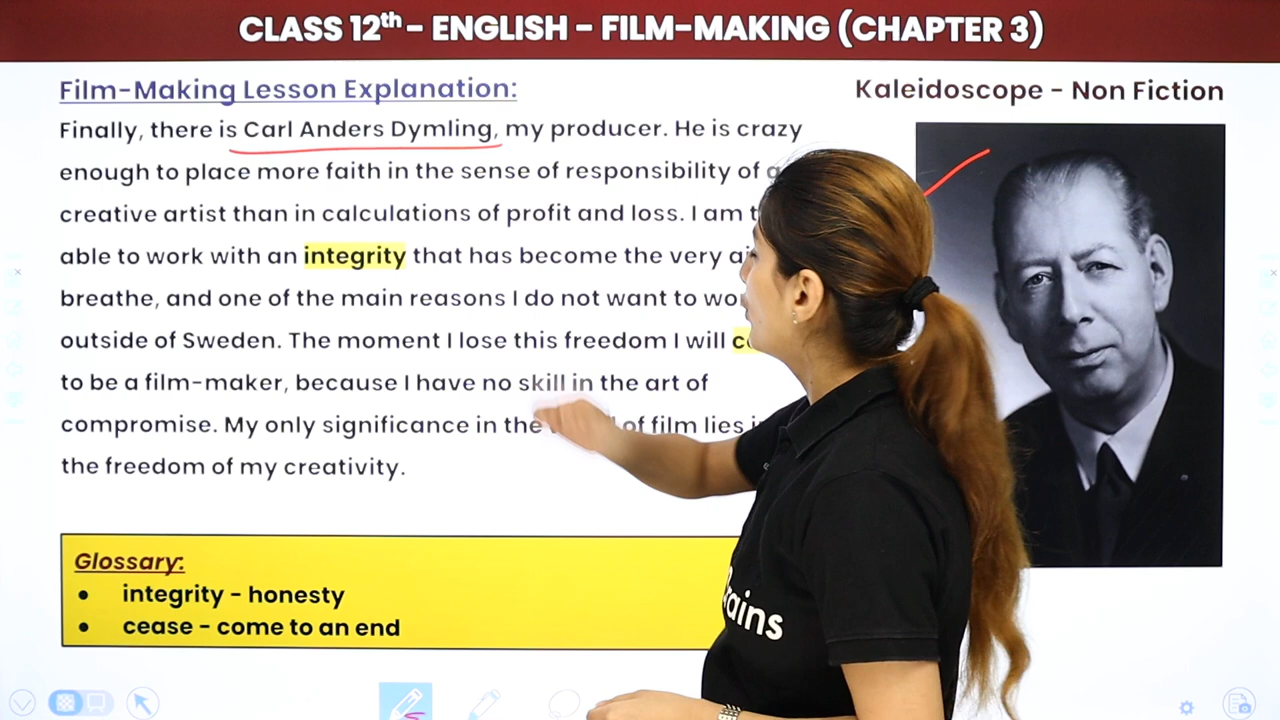 CLASS 12th - ENGLISH - FILM-MAKING (CHAPTER 3)
Film-Making Lesson Explanation:
Kaleidoscope - Non Fiction
Finally, there is Carl Anders Dymling, my producer. He is crazy
enough to place more faith in the sense of responsibility of
creative artist than in calculations of profit and loss. I am
able to work with an integrity that has become the very
breathe, and one of the main reasons I do not want to
outside of Sweden. The moment I lose this freedom I will
to be a film-maker, because I have no skill in the art of
compromise. My only significance in the of film lies
the freedom of my creativity.
Glossary:
● integrity - honesty
● cease - come to an end